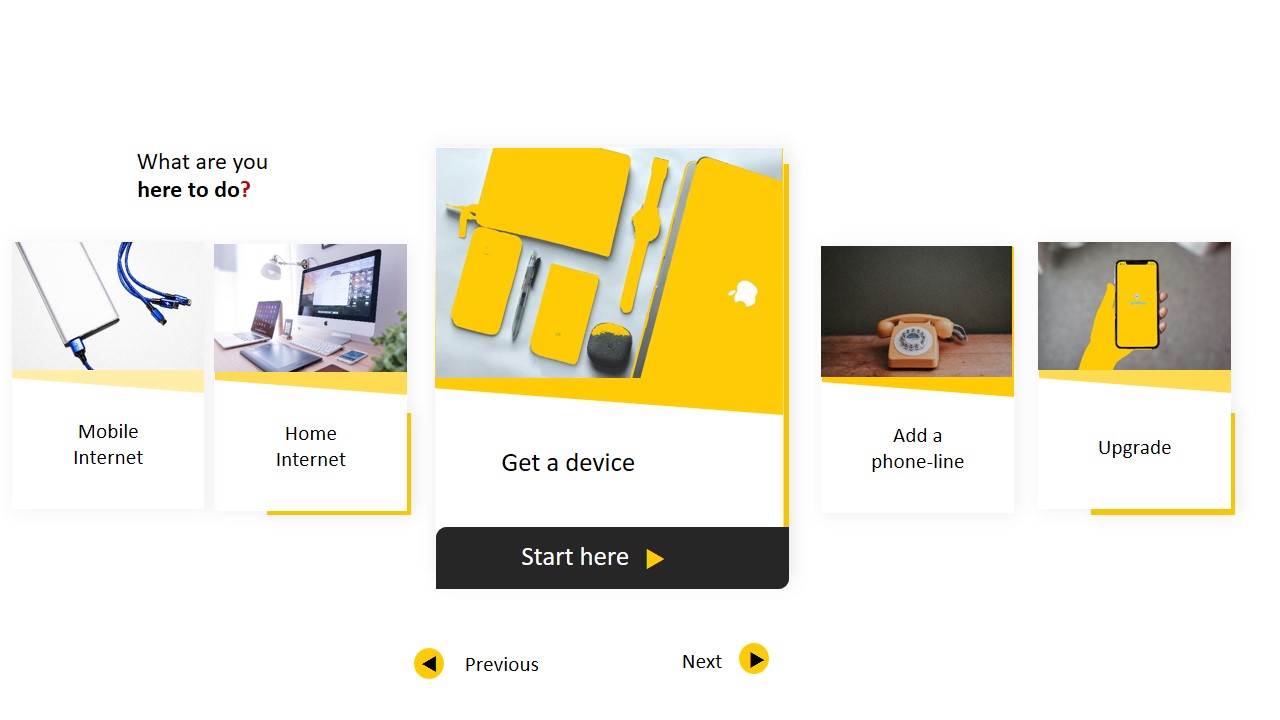 What are you
here to do?
Mobile
Internet
Home
Internet
Get a device
Start here
Add a
phone-line
Upgrade
Previous
Next